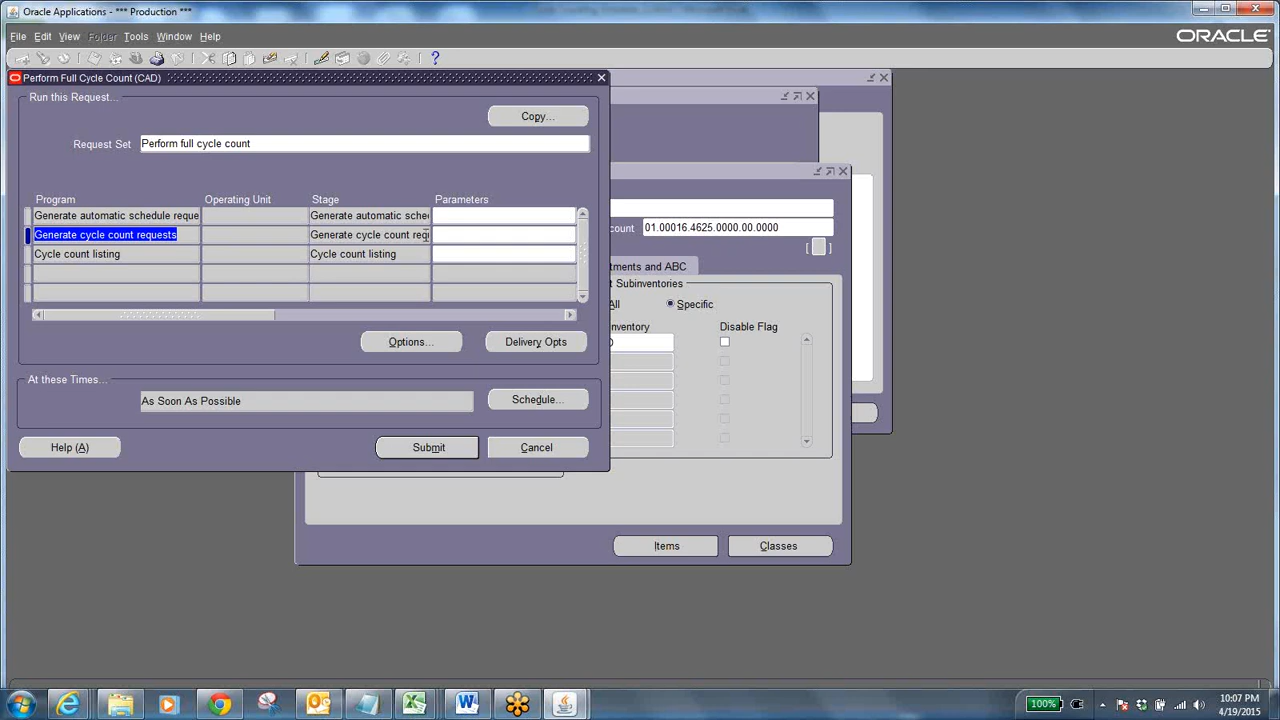 Oracle Applications - *** Production ***
File Edit View Folder Tools Window Help
ORACLE
Perform Full Cycle Count (CAD)
Run this Request...
Copy...
Request Set Perform full cycle count
Program Operating Unit Stage Parameters
Generate automatic schedule reque Generate automatic sche
Generate cycle count requests Generate cycle count requ
Cycle count listing Cycle count listing
Options... Delivery Opts
At these Times...
As Soon As Possible Schedule...
Help (A) Submit Cancel
ount 01.00016.4625.0000.00.0000
[ ]
tments and ABC
t Subinventories
All Specific
inventory Disable Flag
Items Classes
100%
10:07 PM
4/19/2015